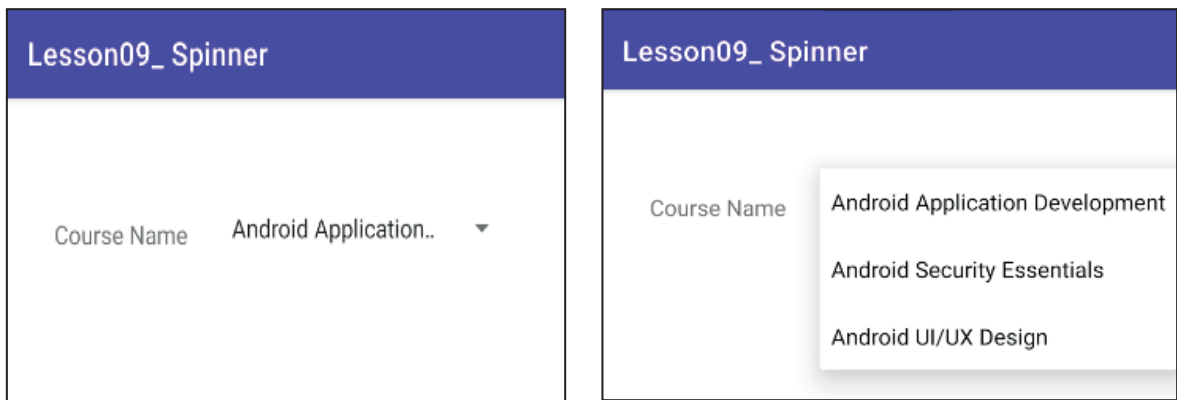 Lesson09_ Spinner
Course Name
Android Application..
Lesson09_ Spinner
Course Name
Android Application Development
Android Security Essentials
Android UI/UX Design